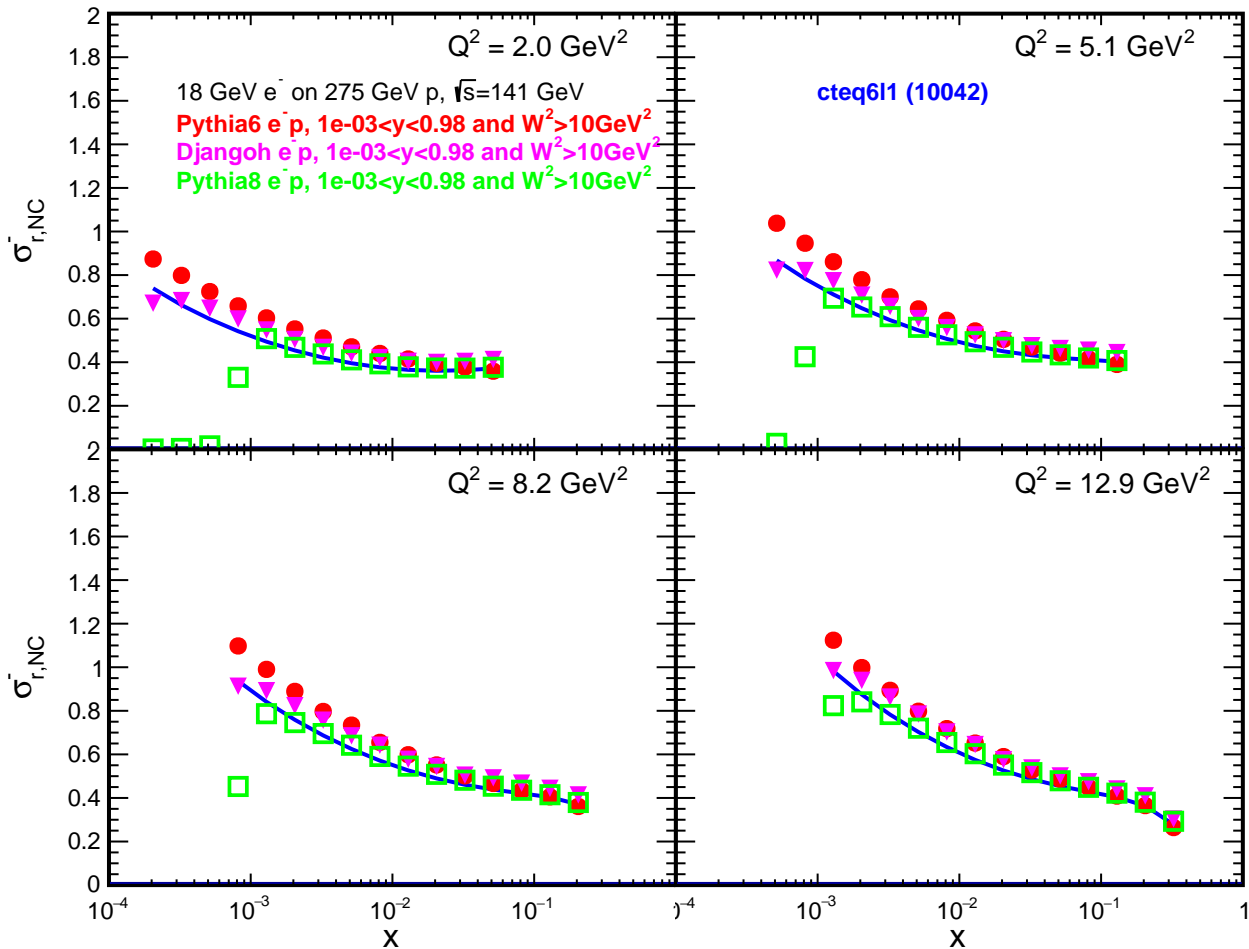 Q² = 2.0 GeV²
Q² = 5.1 GeV²
18 GeV e⁻ on 275 GeV p, √s=141 GeV
Pythia6 e⁻p, 1e-03<y<0.98 and W²>10GeV²
Djangoh e⁻p, 1e-03<y<0.98 and W²>10GeV²
Pythia8 e⁻p, 1e-03<y<0.98 and W²>10GeV²
cteq6l1 (10042)
σ⁻r,NC
2
1.8
1.6
1.4
1.2
1
0.8
0.6
0.4
0.2
Q² = 8.2 GeV²
Q² = 12.9 GeV²
σ⁻r,NC
2
1.8
1.6
1.4
1.2
1
0.8
0.6
0.4
0.2
0
10⁻⁴ 10⁻³ 10⁻² 10⁻¹
10⁻⁴ 10⁻³ 10⁻² 10⁻¹ 1
x
x